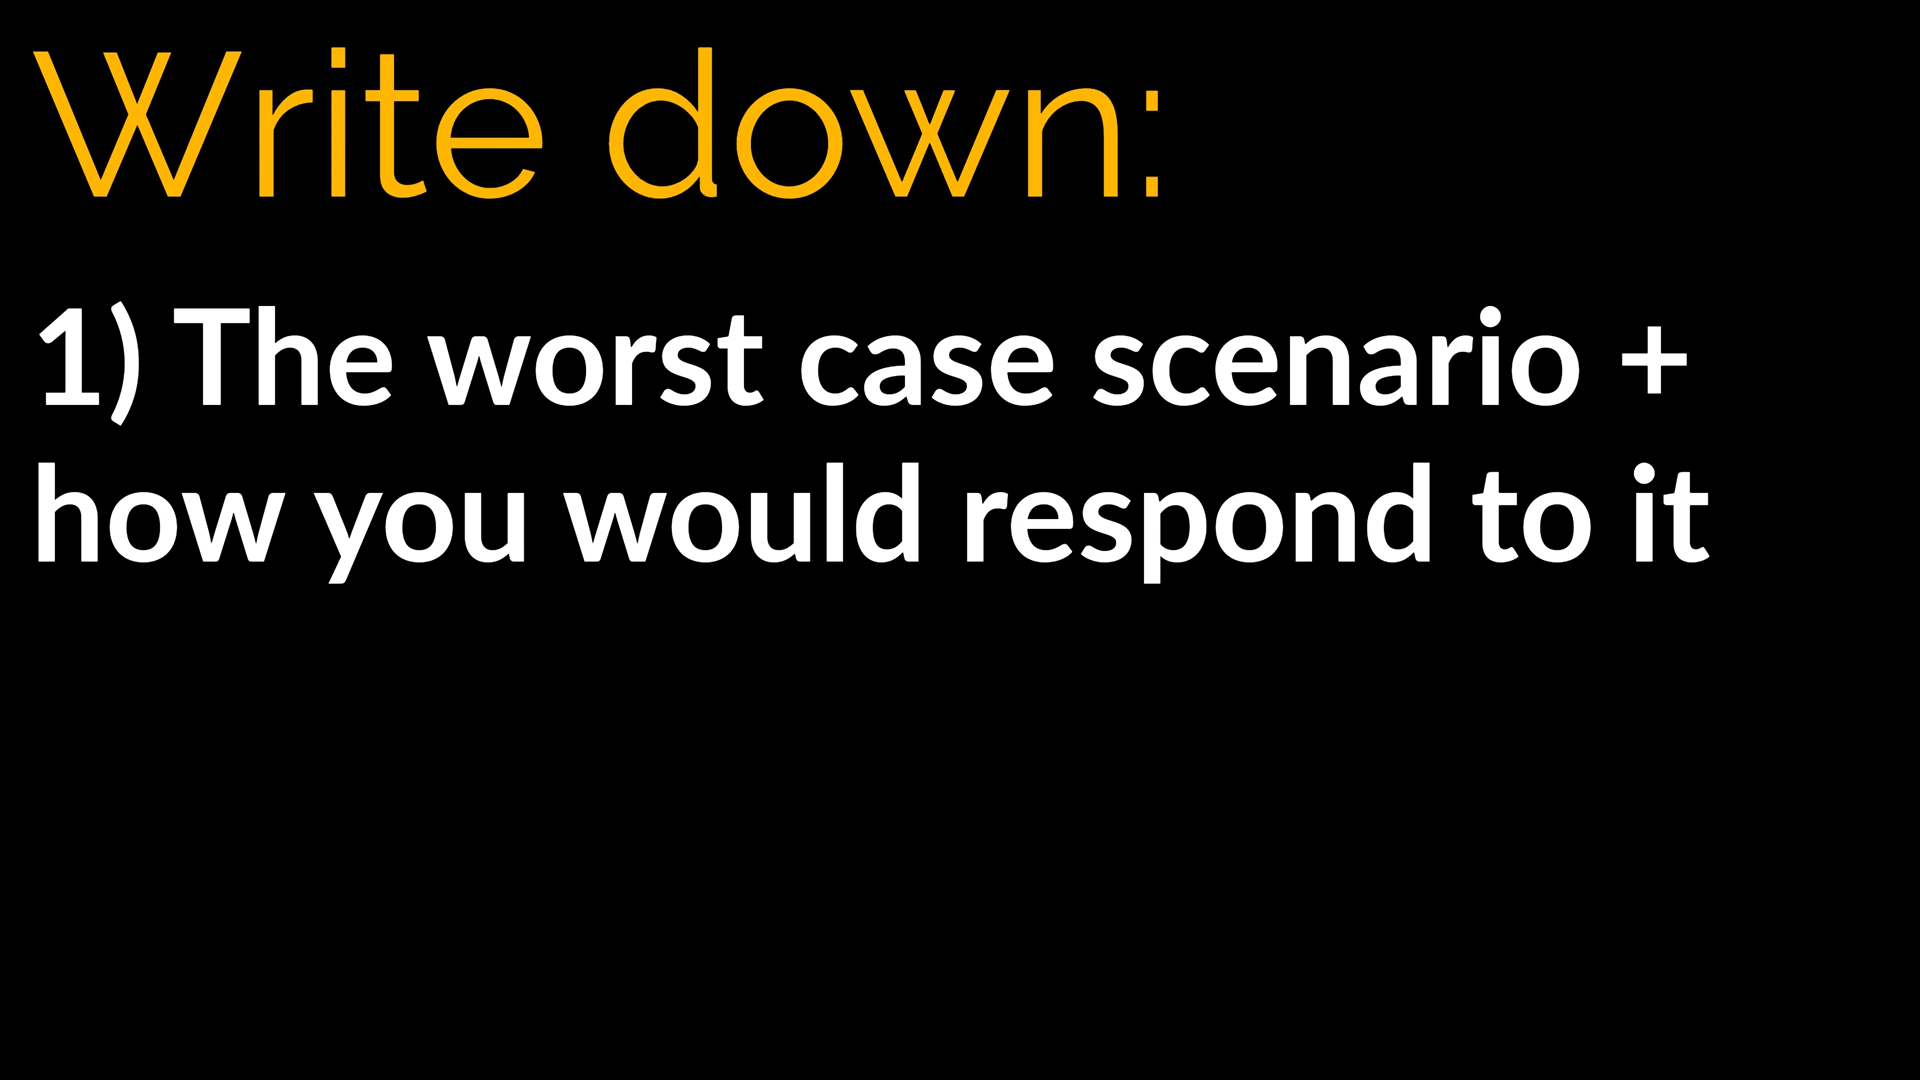 Write down:
1) The worst case scenario +
how you would respond to it